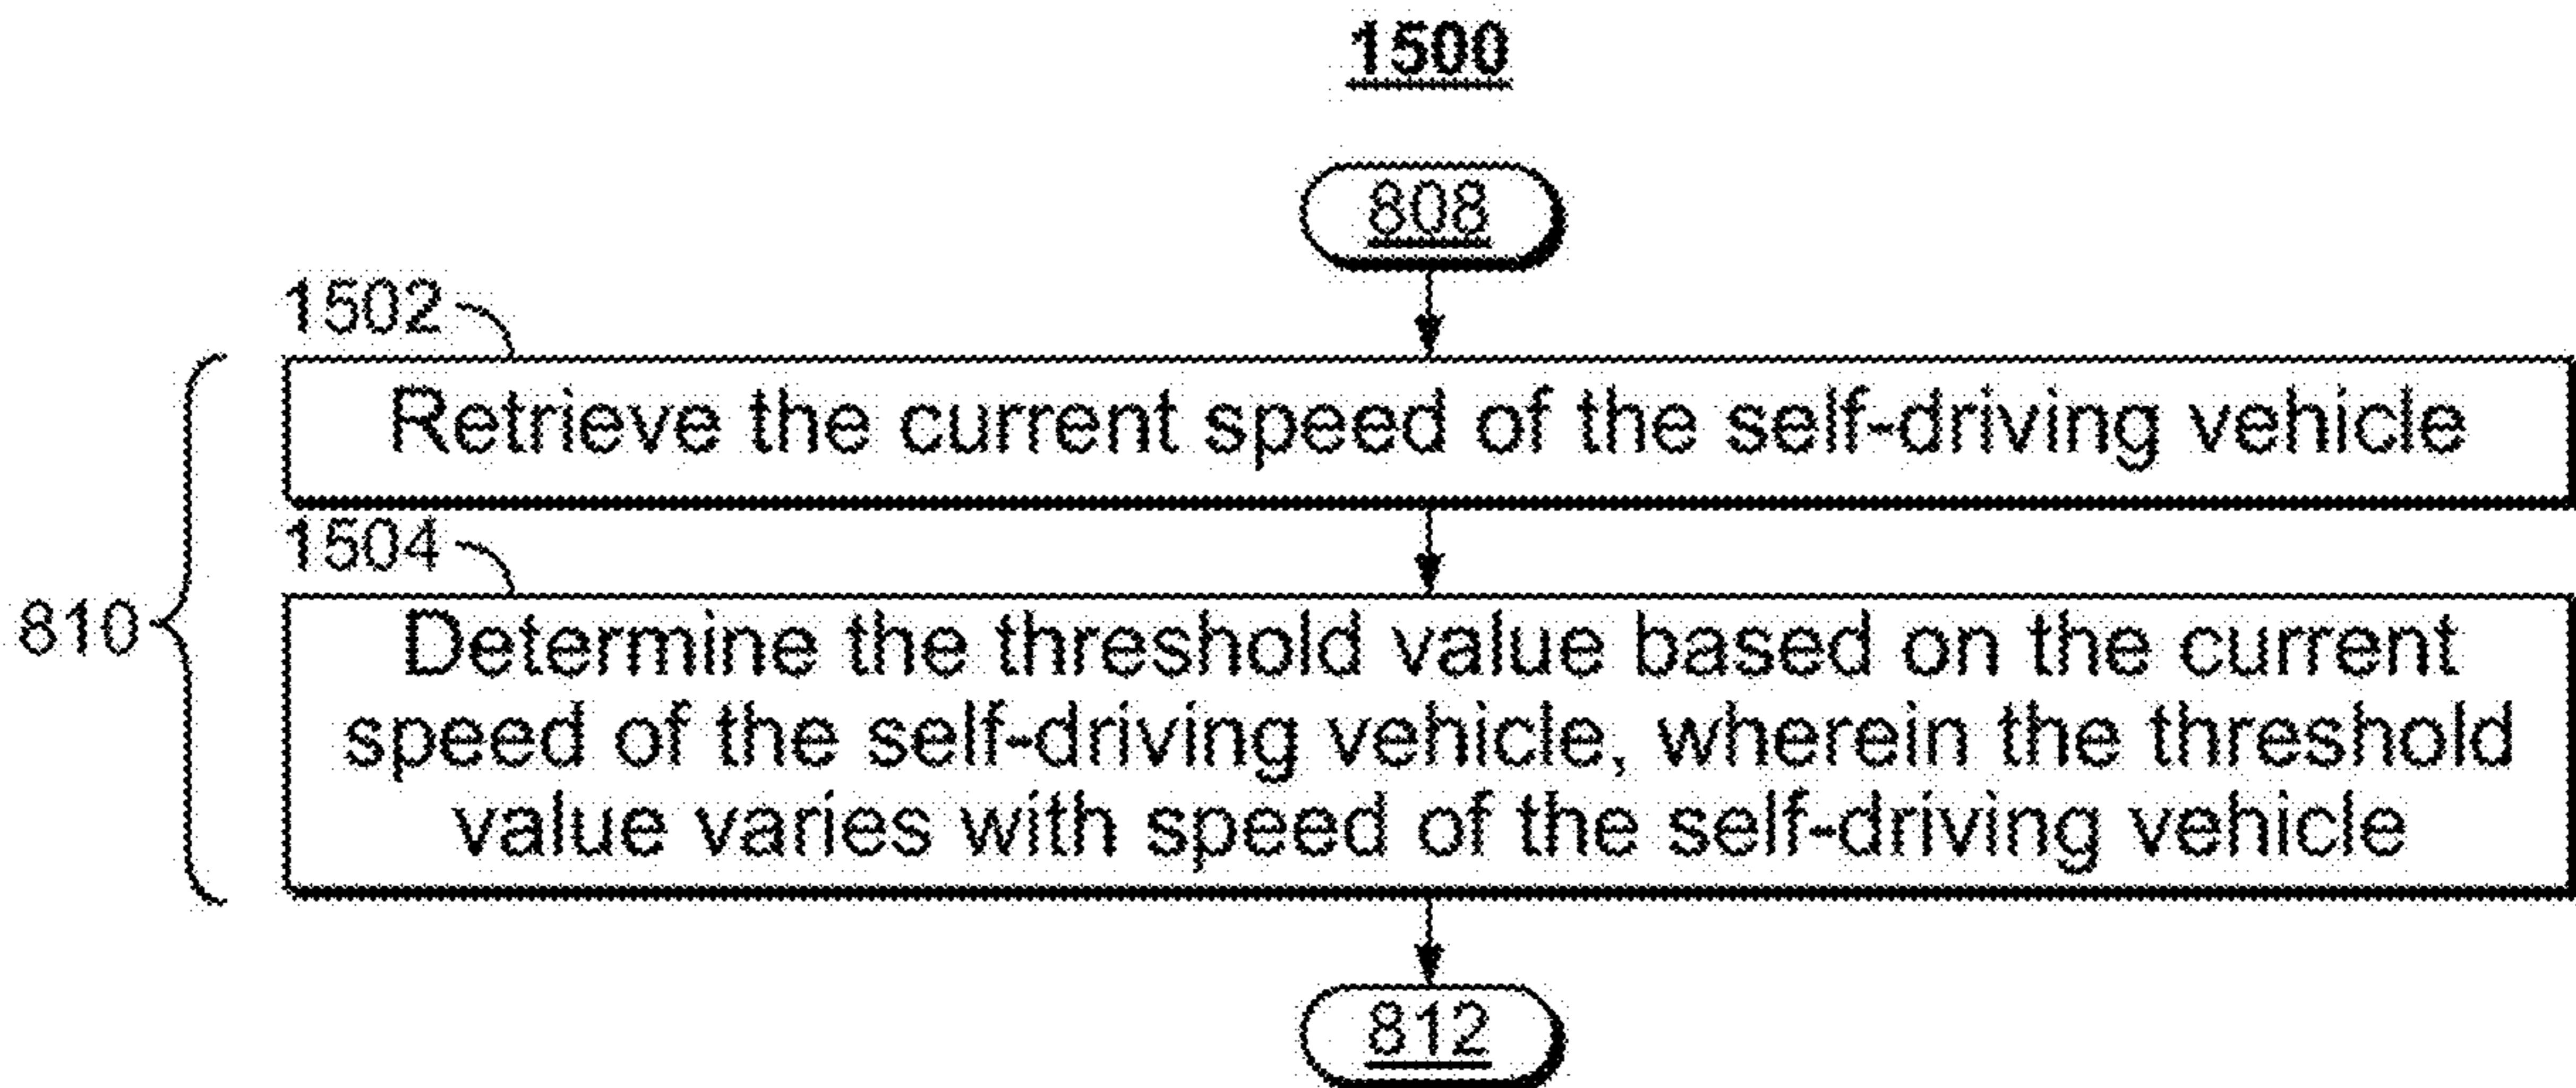 1500
808
1502
Retrieve the current speed of the self-driving vehicle
1504
810
Determine the threshold value based on the current
speed of the self-driving vehicle, wherein the threshold
value varies with speed of the self-driving vehicle
812